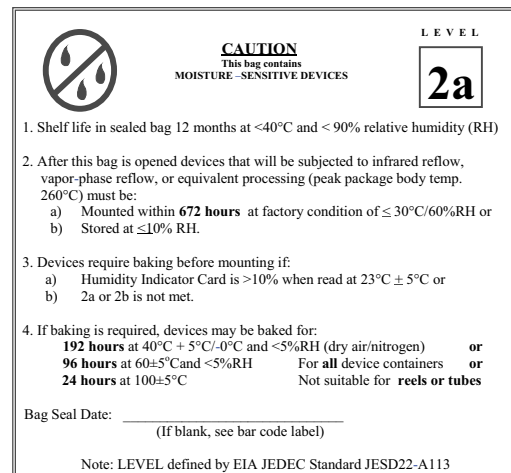 LEVEL
CAUTION
This bag contains
MOISTURE –SENSITIVE DEVICES
2a
1. Shelf life in sealed bag 12 months at <40°C and < 90% relative humidity (RH)
2. After this bag is opened devices that will be subjected to infrared reflow,
vapor-phase reflow, or equivalent processing (peak package body temp.
260°C) must be:
a) Mounted within 672 hours at factory condition of ≤ 30°C/60%RH or
b) Stored at ≤10% RH.
3. Devices require baking before mounting if:
a) Humidity Indicator Card is >10% when read at 23°C ± 5°C or
b) 2a or 2b is not met.
4. If baking is required, devices may be baked for:
192 hours at 40°C + 5°C/-0°C and <5%RH (dry air/nitrogen) or
96 hours at 60±5°Cand <5%RH For all device containers or
24 hours at 100±5°C Not suitable for reels or tubes
Bag Seal Date: ______________________________
(If blank, see bar code label)
Note: LEVEL defined by EIA JEDEC Standard JESD22-A113